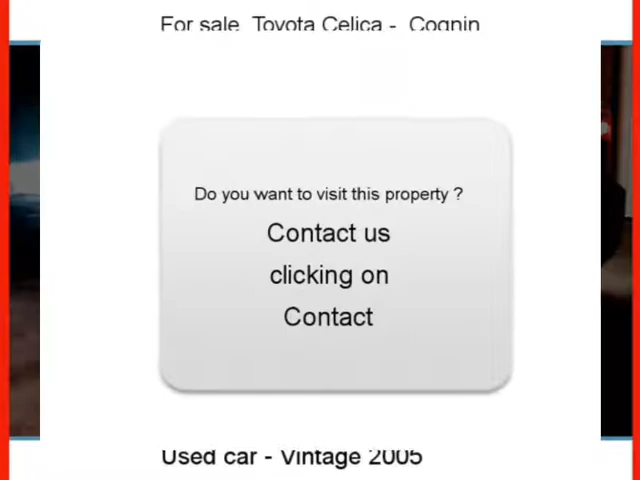 For sale Toyota Celica - Cognin
Do you want to visit this property ?
Contact us
clicking on
Contact
Used car - Vintage 2005